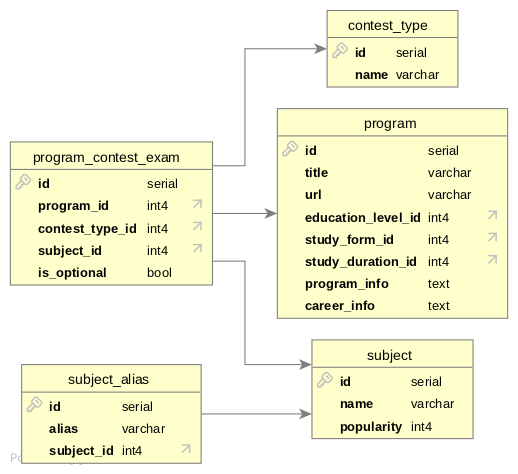 contest_type
id serial
name varchar
program
id serial
title varchar
url varchar
education_level_id int4
study_form_id int4
study_duration_id int4
program_info text
career_info text
program_contest_exam
id serial
program_id int4
contest_type_id int4
subject_id int4
is_optional bool
subject
id serial
name varchar
popularity int4
subject_alias
id serial
alias varchar
subject_id int4